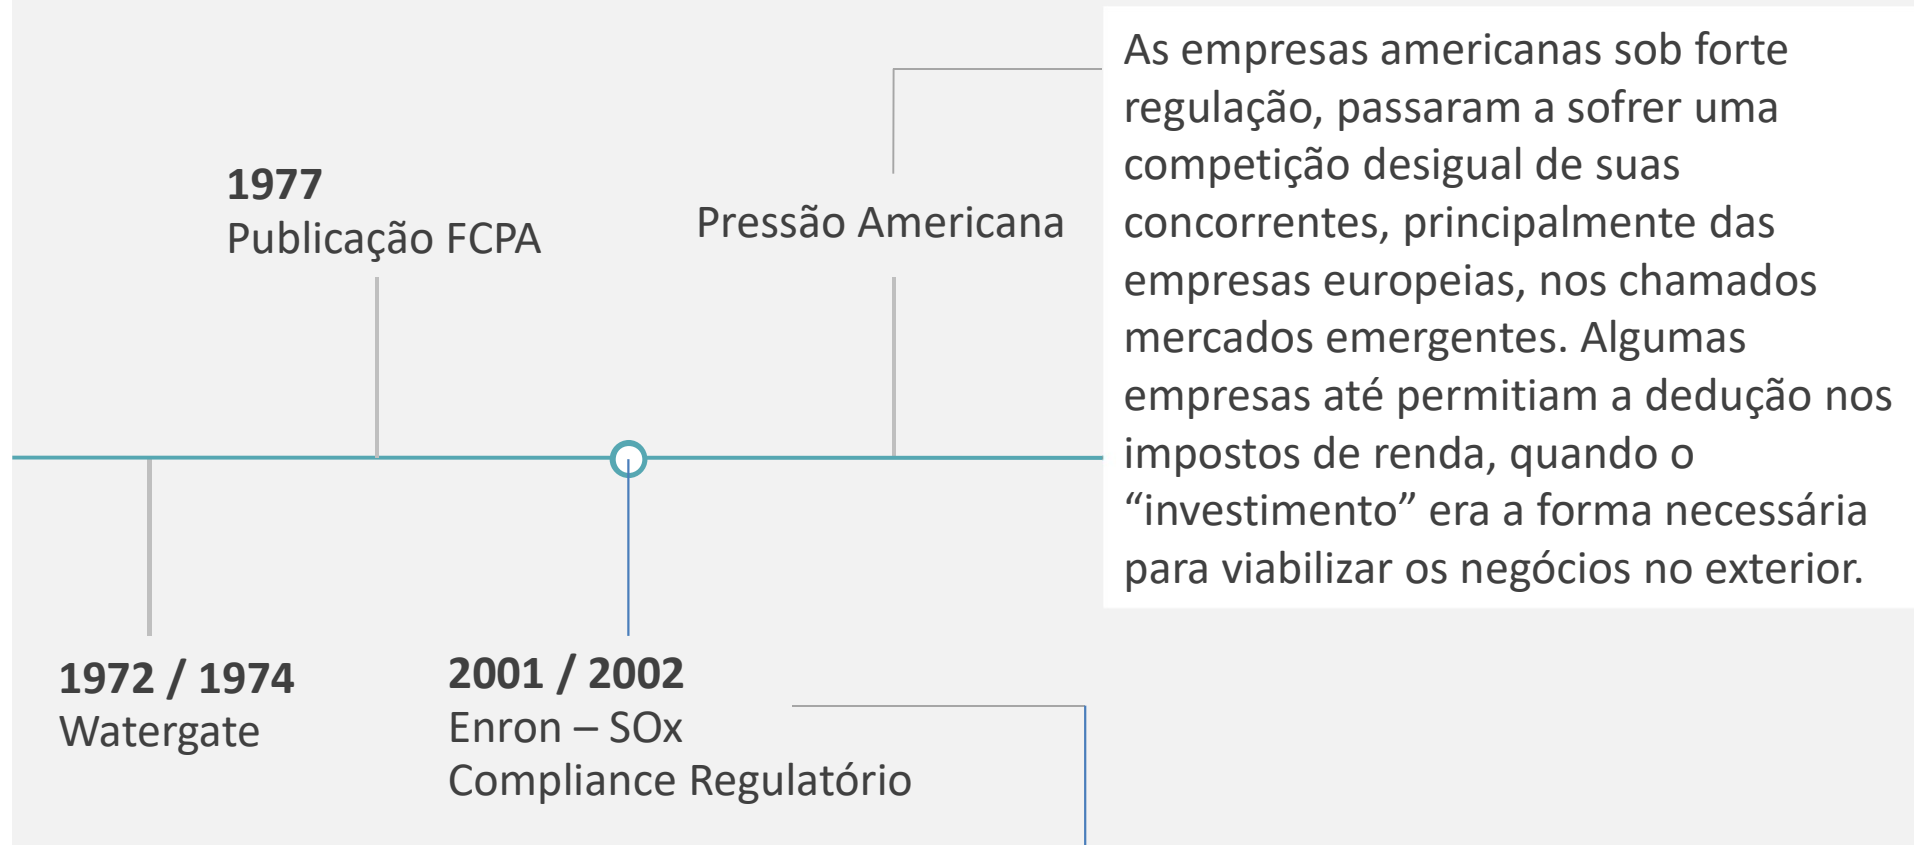 1977
Publicação FCPA
Pressão Americana
As empresas americanas sob forte
regulação, passaram a sofrer uma
competição desigual de suas
concorrentes, principalmente das
empresas europeias, nos chamados
mercados emergentes. Algumas
empresas até permitiam a dedução nos
impostos de renda, quando o
“investimento” era a forma necessária
para viabilizar os negócios no exterior.
1972 / 1974
Watergate
2001 / 2002
Enron – SOx
Compliance Regulatório